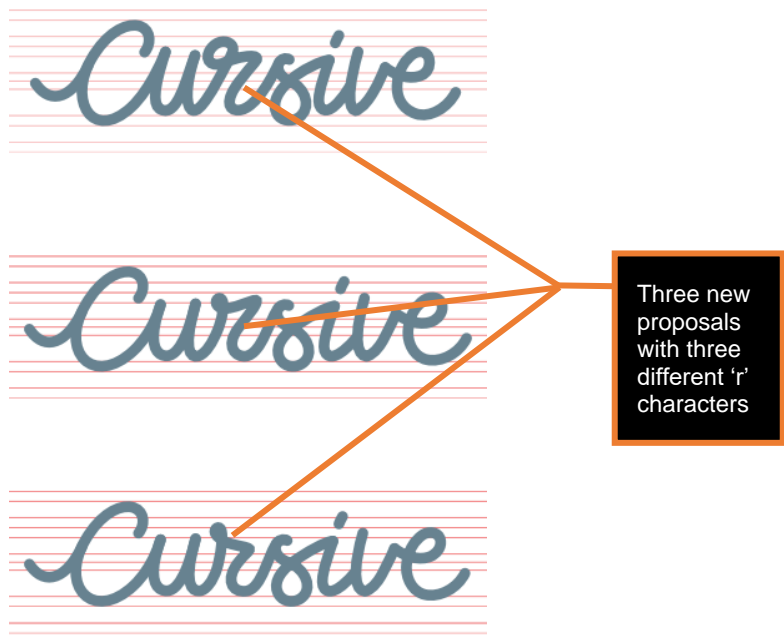 Cursive
Cursive
Three new
proposals
with three
different ‘r’
characters
Cursive